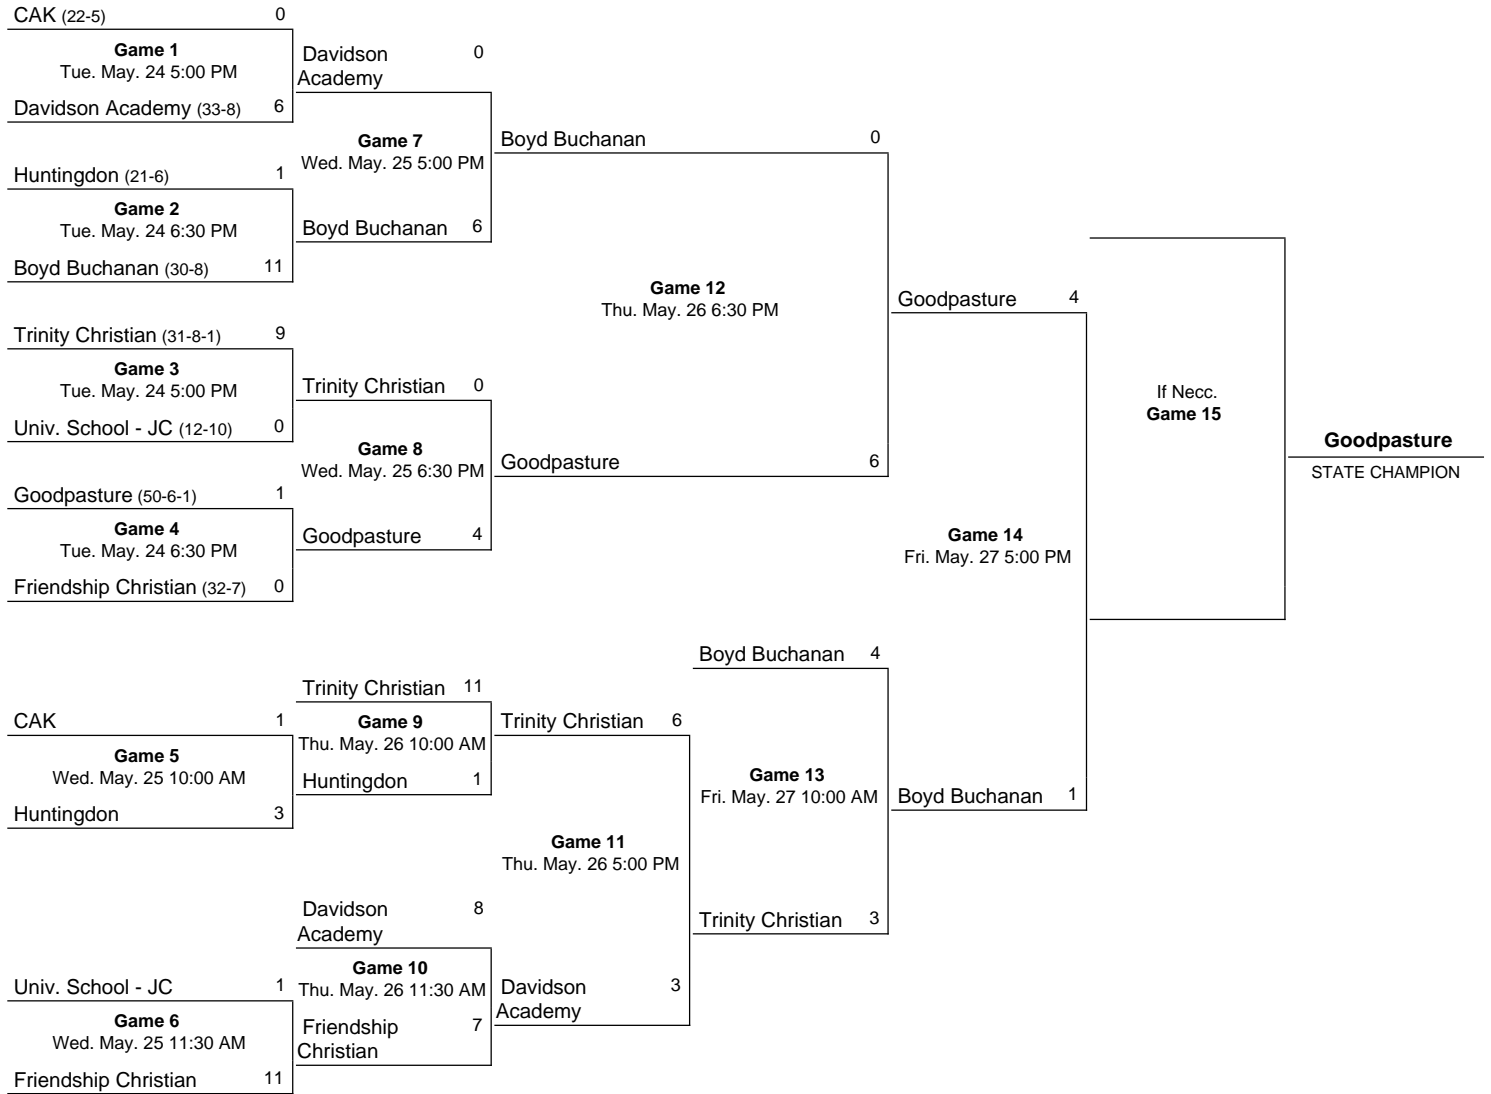 CAK (22-5) 0
Game 1
Tue. May. 24 5:00 PM
Davidson Academy (33-8) 6
Huntingdon (21-6) 1
Game 2
Tue. May. 24 6:30 PM
Boyd Buchanan (30-8) 11
Trinity Christian (31-8-1) 9
Game 3
Tue. May. 24 5:00 PM
Univ. School - JC (12-10) 0
Goodpasture (50-6-1) 1
Game 4
Tue. May. 24 6:30 PM
Friendship Christian (32-7) 0
CAK 1
Game 5
Wed. May. 25 10:00 AM
Huntingdon 3
Univ. School - JC 1
Game 6
Wed. May. 25 11:30 AM
Friendship Christian 11
Davidson 0
Academy
Game 7
Wed. May. 25 5:00 PM
Boyd Buchanan 6
Trinity Christian 0
Game 8
Wed. May. 25 6:30 PM
Goodpasture 4
Trinity Christian 11
Game 9
Thu. May. 26 10:00 AM
Huntingdon 1
Davidson 8
Academy
Game 10
Thu. May. 26 11:30 AM
Friendship 7
Christian
Boyd Buchanan 0
Game 12
Thu. May. 26 6:30 PM
Goodpasture 6
Trinity Christian 6
Game 11
Thu. May. 26 5:00 PM
Davidson 3
Academy
Boyd Buchanan 4
Game 13
Fri. May. 27 10:00 AM
Trinity Christian 3
Goodpasture 4
Game 14
Fri. May. 27 5:00 PM
Boyd Buchanan 1
If Necc.
Game 15
Goodpasture
STATE CHAMPION